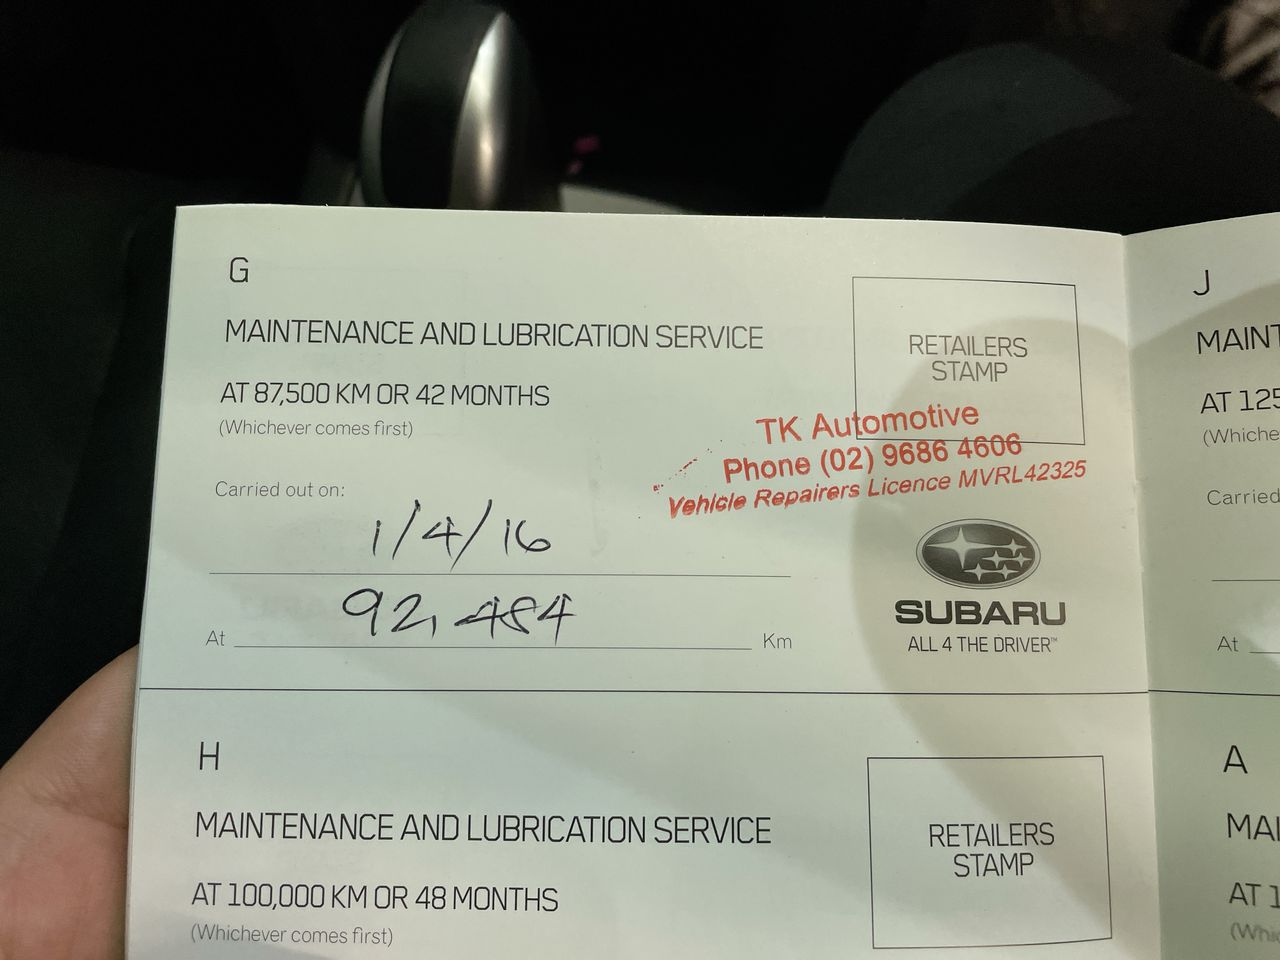 G
MAINTENANCE AND LUBRICATION SERVICE
AT 87,500 KM OR 42 MONTHS
(Whichever comes first)
RETAILERS
STAMP
TK Automotive
Phone (02) 9686 4606
Vehicle Repairers Licence MVRL42325
Carried out on:
1/4/16
At 92,484 Km
SUBARU
ALL 4 THE DRIVER™
H
MAINTENANCE AND LUBRICATION SERVICE
AT 100,000 KM OR 48 MONTHS
(Whichever comes first)
RETAILERS
STAMP
J
MAINT
AT 125
(Whiche
Carried
At
A
MAI
AT 1
(Whic